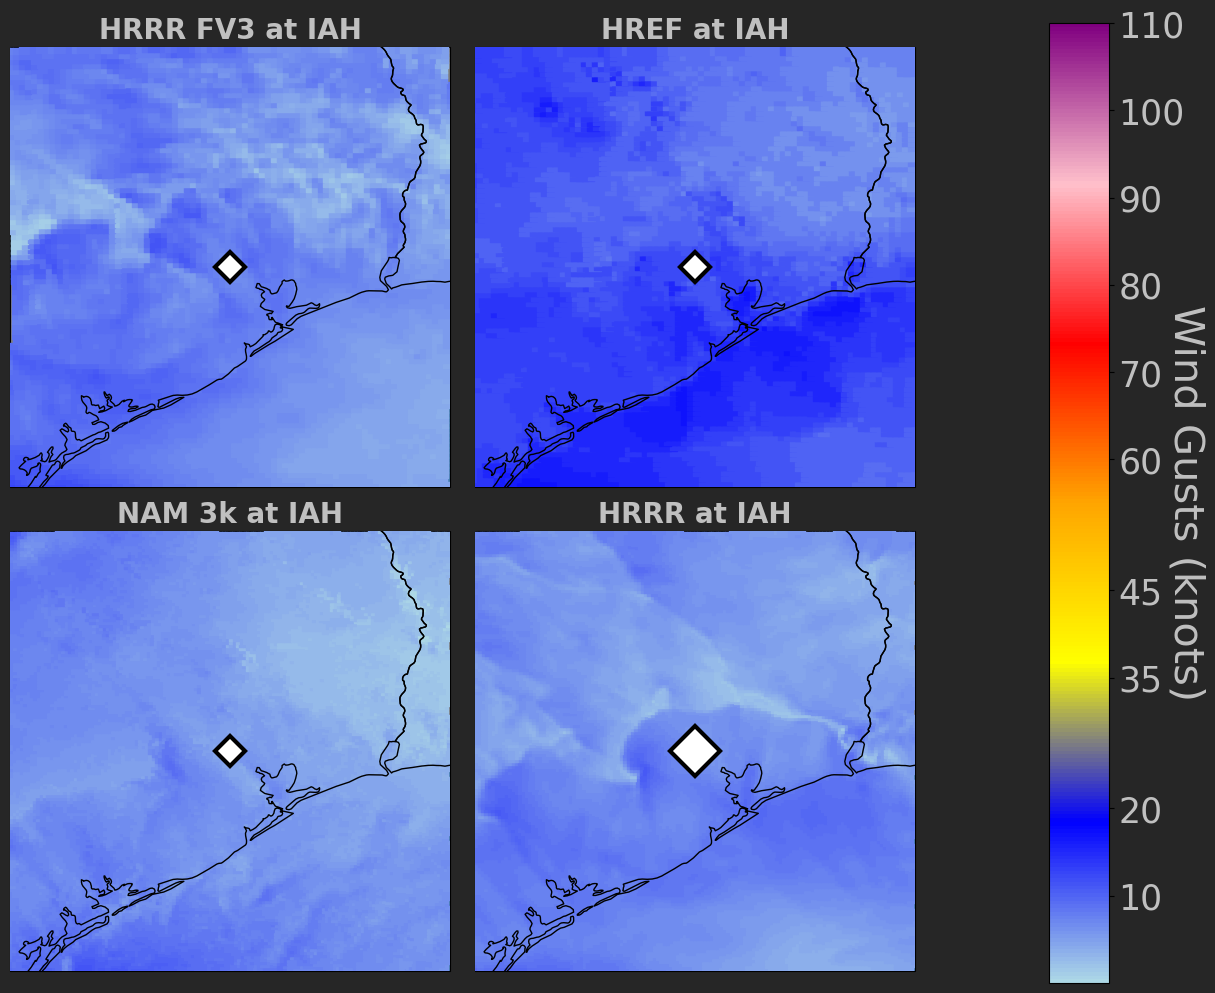 HRRR FV3 at IAH
HREF at IAH
NAM 3k at IAH
HRRR at IAH
110
100
90
80
70
60
45
35
20
10
Wind Gusts (knots)